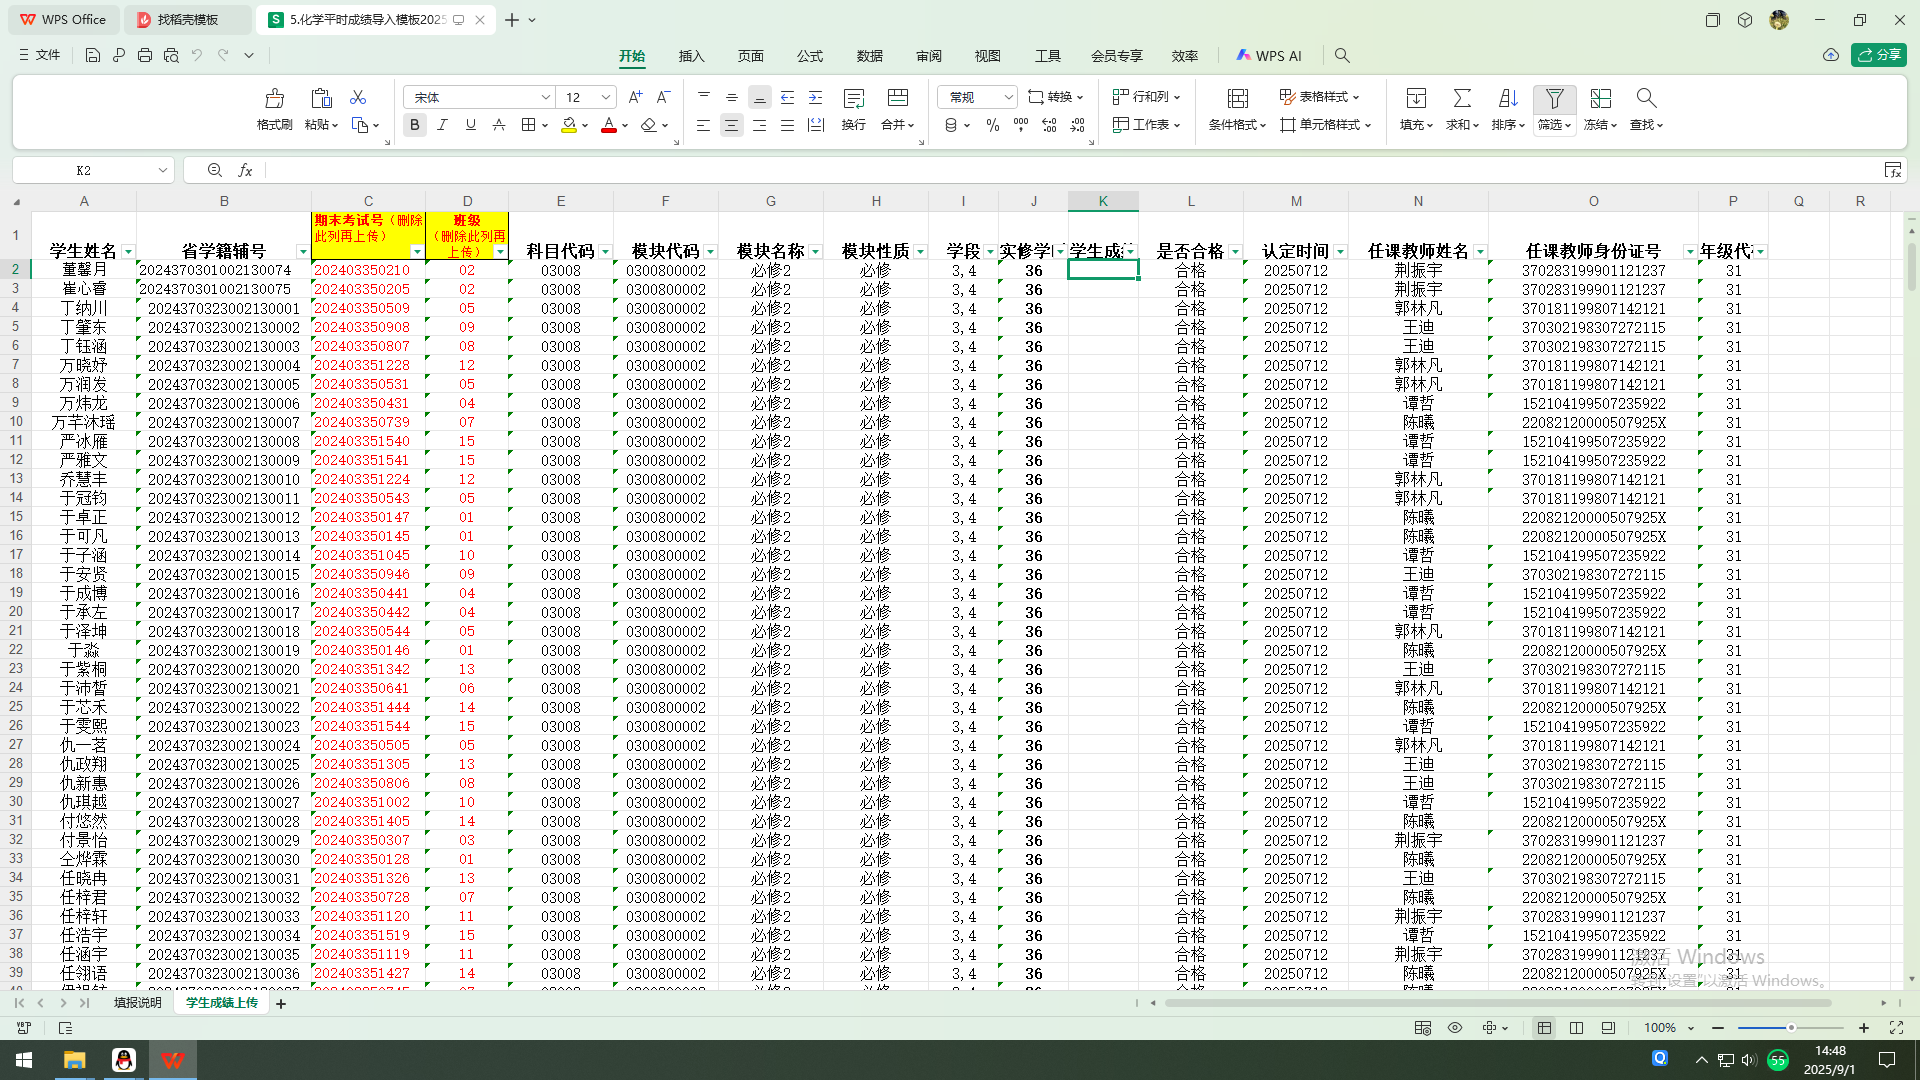 WPS Office 找稻壳模板 5.化学平时成绩导入模板2025
文件 开始 插入 页面 公式 数据 审阅 视图 工具 会员专享 效率 WPS AI 分享
宋体 12 A⁺ A⁻ 常规 转换 行和列 表格样式
格式刷 粘贴 B I U A 换行 合并 % 工作表 条件格式 单元格样式 填充 求和 排序 筛选 冻结 查找
K2 fx
A B C D E F G H I J K L M N O P Q R
1 学生姓名 省学籍辅号 期末考试号（删除此列再上传） 班级（删除此列再上传） 科目代码 模块代码 模块名称 模块性质 学段 实修学 学生成 是否合格 认定时间 任课教师姓名 任课教师身份证号 年级代
2 董馨月 2024370301002130074 202403350210 02 03008 0300800002 必修2 必修 3,4 36 合格 20250712 荆振宇 370283199901121237 31
3 崔心睿 2024370301002130075 202403350205 02 03008 0300800002 必修2 必修 3,4 36 合格 20250712 荆振宇 370283199901121237 31
4 丁纳川 2024370323002130001 202403350509 05 03008 0300800002 必修2 必修 3,4 36 合格 20250712 郭林凡 370181199807142121 31
5 丁肇东 2024370323002130002 202403350908 09 03008 0300800002 必修2 必修 3,4 36 合格 20250712 王迪 370302198307272115 31
6 丁钰涵 2024370323002130003 202403350807 08 03008 0300800002 必修2 必修 3,4 36 合格 20250712 王迪 370302198307272115 31
7 万晓妤 2024370323002130004 202403351228 12 03008 0300800002 必修2 必修 3,4 36 合格 20250712 郭林凡 370181199807142121 31
8 万润发 2024370323002130005 202403350531 05 03008 0300800002 必修2 必修 3,4 36 合格 20250712 郭林凡 370181199807142121 31
9 万炜龙 2024370323002130006 202403350431 04 03008 0300800002 必修2 必修 3,4 36 合格 20250712 谭哲 152104199507235922 31
10 万芊沐瑶 2024370323002130007 202403350739 07 03008 0300800002 必修2 必修 3,4 36 合格 20250712 陈曦 22082120000507925X 31
11 严冰雁 2024370323002130008 202403351540 15 03008 0300800002 必修2 必修 3,4 36 合格 20250712 谭哲 152104199507235922 31
12 严雅文 2024370323002130009 202403351541 15 03008 0300800002 必修2 必修 3,4 36 合格 20250712 谭哲 152104199507235922 31
13 乔慧丰 2024370323002130010 202403351224 12 03008 0300800002 必修2 必修 3,4 36 合格 20250712 郭林凡 370181199807142121 31
14 于冠钧 2024370323002130011 202403350543 05 03008 0300800002 必修2 必修 3,4 36 合格 20250712 郭林凡 370181199807142121 31
15 于卓正 2024370323002130012 202403350147 01 03008 0300800002 必修2 必修 3,4 36 合格 20250712 陈曦 22082120000507925X 31
16 于可凡 2024370323002130013 202403350145 01 03008 0300800002 必修2 必修 3,4 36 合格 20250712 陈曦 22082120000507925X 31
17 于子涵 2024370323002130014 202403351045 10 03008 0300800002 必修2 必修 3,4 36 合格 20250712 谭哲 152104199507235922 31
18 于安贤 2024370323002130015 202403350946 09 03008 0300800002 必修2 必修 3,4 36 合格 20250712 王迪 370302198307272115 31
19 于成博 2024370323002130016 202403350441 04 03008 0300800002 必修2 必修 3,4 36 合格 20250712 谭哲 152104199507235922 31
20 于承左 2024370323002130017 202403350442 04 03008 0300800002 必修2 必修 3,4 36 合格 20250712 谭哲 152104199507235922 31
21 于泽坤 2024370323002130018 202403350544 05 03008 0300800002 必修2 必修 3,4 36 合格 20250712 郭林凡 370181199807142121 31
22 于淼 2024370323002130019 202403350146 01 03008 0300800002 必修2 必修 3,4 36 合格 20250712 陈曦 22082120000507925X 31
23 于紫桐 2024370323002130020 202403351342 13 03008 0300800002 必修2 必修 3,4 36 合格 20250712 王迪 370302198307272115 31
24 于沛皙 2024370323002130021 202403350641 06 03008 0300800002 必修2 必修 3,4 36 合格 20250712 郭林凡 370181199807142121 31
25 于芯禾 2024370323002130022 202403351444 14 03008 0300800002 必修2 必修 3,4 36 合格 20250712 陈曦 22082120000507925X 31
26 于雯熙 2024370323002130023 202403351544 15 03008 0300800002 必修2 必修 3,4 36 合格 20250712 谭哲 152104199507235922 31
27 仇一茗 2024370323002130024 202403350505 05 03008 0300800002 必修2 必修 3,4 36 合格 20250712 郭林凡 370181199807142121 31
28 仇政翔 2024370323002130025 202403351305 13 03008 0300800002 必修2 必修 3,4 36 合格 20250712 王迪 370302198307272115 31
29 仇新惠 2024370323002130026 202403350806 08 03008 0300800002 必修2 必修 3,4 36 合格 20250712 王迪 370302198307272115 31
30 仇琪越 2024370323002130027 202403351002 10 03008 0300800002 必修2 必修 3,4 36 合格 20250712 谭哲 152104199507235922 31
31 付悠然 2024370323002130028 202403351405 14 03008 0300800002 必修2 必修 3,4 36 合格 20250712 陈曦 22082120000507925X 31
32 付景怡 2024370323002130029 202403350307 03 03008 0300800002 必修2 必修 3,4 36 合格 20250712 荆振宇 370283199901121237 31
33 仝烨霖 2024370323002130030 202403350128 01 03008 0300800002 必修2 必修 3,4 36 合格 20250712 陈曦 22082120000507925X 31
34 任晓冉 2024370323002130031 202403351326 13 03008 0300800002 必修2 必修 3,4 36 合格 20250712 王迪 370302198307272115 31
35 任梓君 2024370323002130032 202403350728 07 03008 0300800002 必修2 必修 3,4 36 合格 20250712 陈曦 22082120000507925X 31
36 任梓轩 2024370323002130033 202403351120 11 03008 0300800002 必修2 必修 3,4 36 合格 20250712 荆振宇 370283199901121237 31
37 任浩宇 2024370323002130034 202403351519 15 03008 0300800002 必修2 必修 3,4 36 合格 20250712 谭哲 152104199507235922 31
38 任涵宇 2024370323002130035 202403351119 11 03008 0300800002 必修2 必修 3,4 36 合格 20250712 荆振宇 370283199901121237 31
39 任翎语 2024370323002130036 202403351427 14 03008 0300800002 必修2 必修 3,4 36 合格 20250712 陈曦 22082120000507925X 31
激活 Windows
转到"设置"以激活 Windows。
填报说明 学生成绩上传
100%
55 14:48
2025/9/1